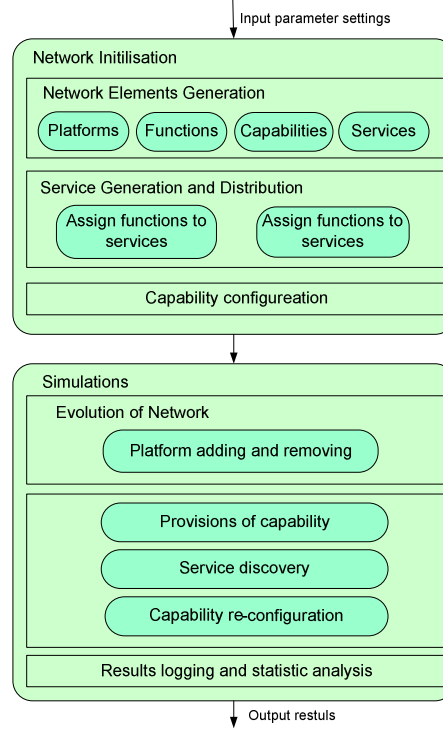 Input parameter settings
Network Initilisation
Network Elements Generation
Platforms
Functions
Capabilities
Services
Service Generation and Distribution
Assign functions to
services
Assign functions to
services
Capability configureation
Simulations
Evolution of Network
Platform adding and removing
Provisions of capability
Service discovery
Capability re-configuration
Results logging and statistic analysis
Output restuls